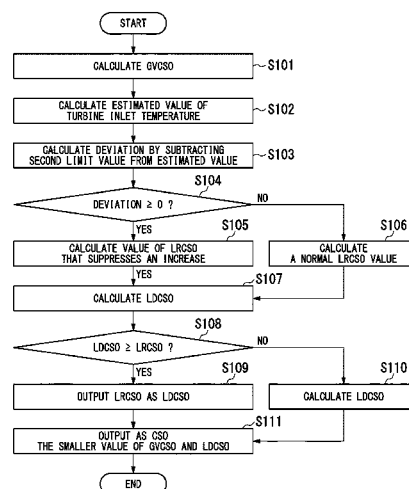 START
CALCULATE GVCSO
S101
CALCULATE ESTIMATED VALUE OF
TURBINE INLET TEMPERATURE
S102
CALCULATE DEVIATION BY SUBTRACTING
SECOND LIMIT VALUE FROM ESTIMATED VALUE
S103
S104
DEVIATION ≥ 0 ?
NO
YES
S105
CALCULATE VALUE OF LRCSO
THAT SUPPRESSES AN INCREASE
S106
CALCULATE
A NORMAL LRCSO VALUE
YES
S107
CALCULATE LDCSO
S108
LDCSO ≥ LRCSO ?
NO
YES
S109
OUTPUT LRCSO AS LDCSO
S110
CALCULATE LDCSO
S111
OUTPUT AS CSO
THE SMALLER VALUE OF GVCSO AND LDCSO
END